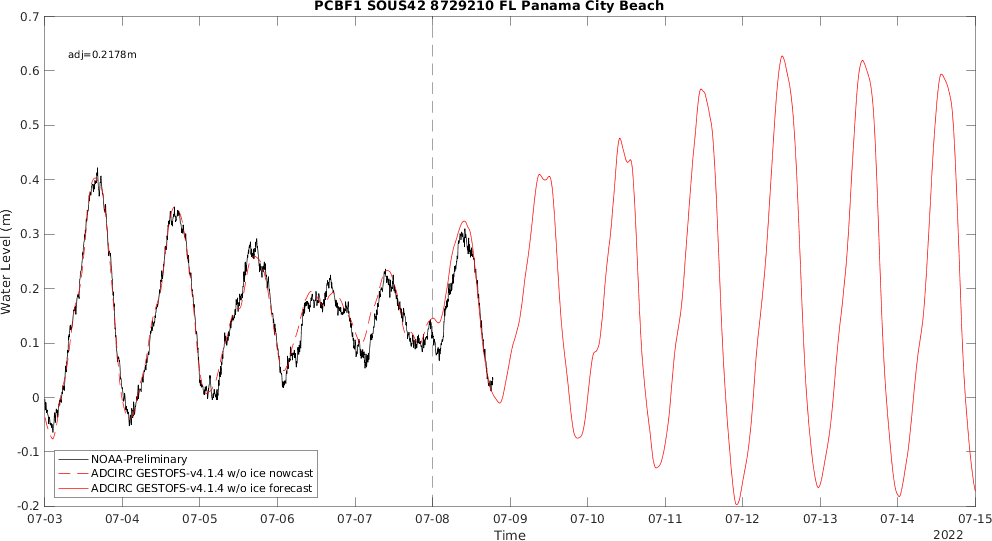 PCBF1 SOUS42 8729210 FL Panama City Beach
0.7
adj=0.2178m
0.6
0.5
0.4
0.3
0.2
0.1
0
-0.1
-0.2
Water Level (m)
NOAA-Preliminary
ADCIRC GESTOFS-v4.1.4 w/o ice nowcast
ADCIRC GESTOFS-v4.1.4 w/o ice forecast
07-03 07-04 07-05 07-06 07-07 07-08 07-09 07-10 07-11 07-12 07-13 07-14 07-15
Time
2022